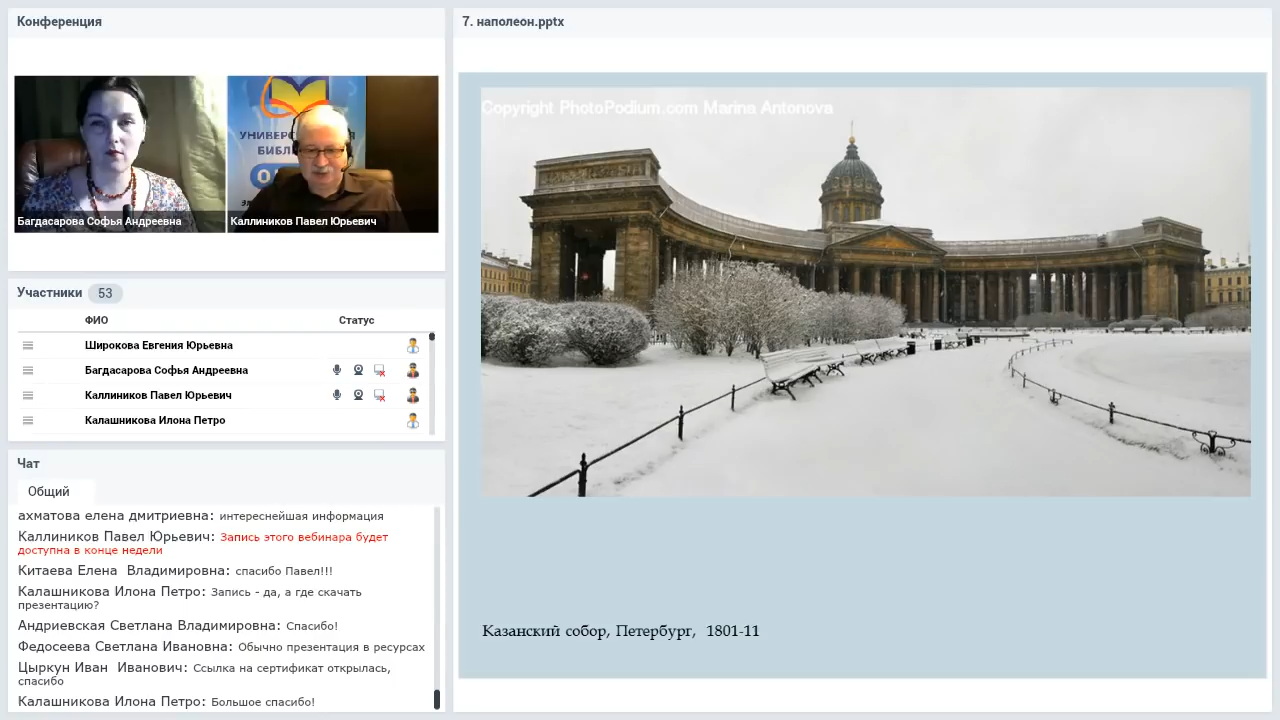 Конференция
УНИВЕРС
АЯ
БИБЛ
Багдасарова Софья Андреевна
Каллиников Павел Юрьевич
Участники 53
ФИО Статус
Широкова Евгения Юрьевна
Багдасарова Софья Андреевна
Каллиников Павел Юрьевич
Калашникова Илона Петро
Чат
Общий
ахматова елена дмитриевна: интереснейшая информация
Каллиников Павел Юрьевич: Запись этого вебинара будет
доступна в конце недели
Китаева Елена Владимировна: спасибо Павел!!!
Калашникова Илона Петро: Запись - да, а где скачать
презентацию?
Андриевская Светлана Владимировна: Спасибо!
Федосеева Светлана Ивановна: Обычно презентация в ресурсах
Цыркун Иван Иванович: Ссылка на сертификат открылась,
спасибо
Калашникова Илона Петро: Большое спасибо!
7. наполеон.pptx
Copyright PhotoPodium.com Marina Antonova
Казанский собор, Петербург, 1801-11